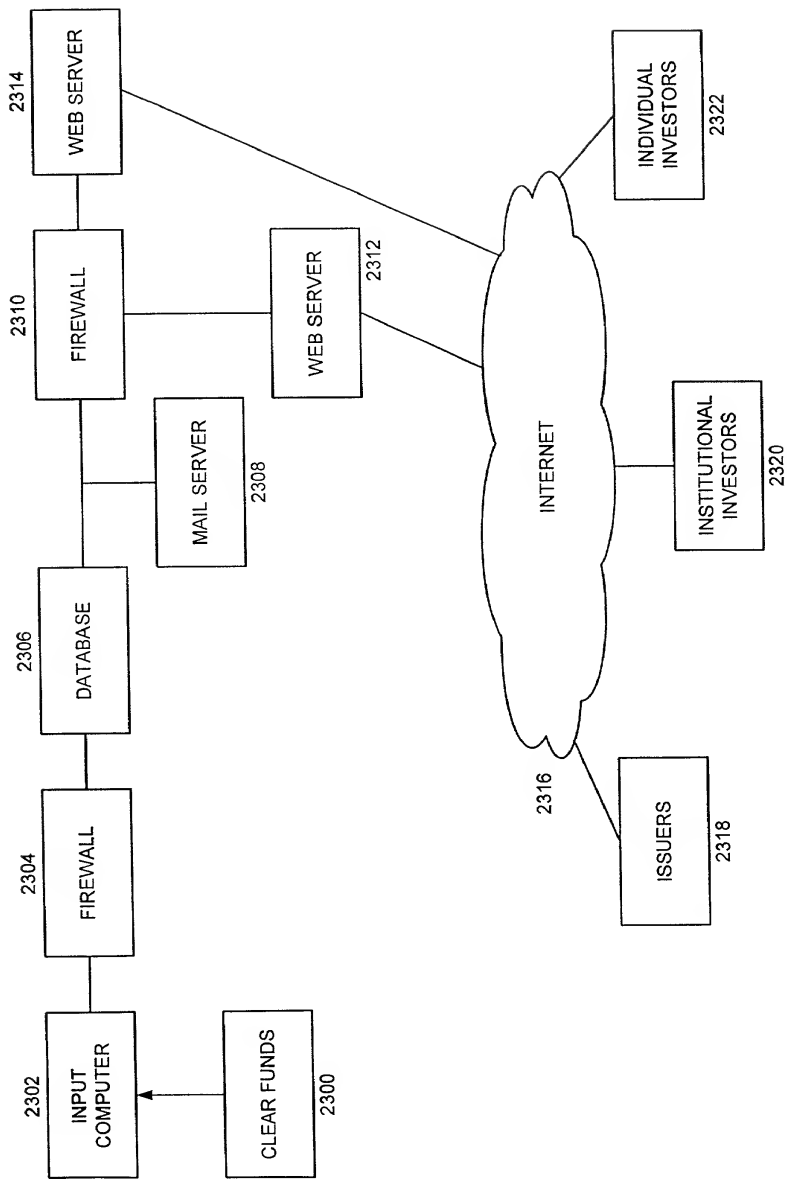 2302
INPUT
COMPUTER
2304
FIREWALL
2306
DATABASE
2310
FIREWALL
2314
WEB SERVER
CLEAR FUNDS
2300
MAIL SERVER
2308
WEB SERVER
2312
2316
INTERNET
ISSUERS
2318
INSTITUTIONAL
INVESTORS
2320
INDIVIDUAL
INVESTORS
2322